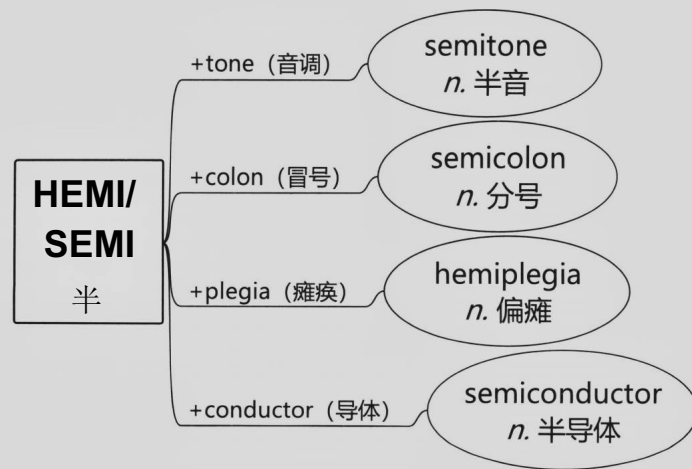 HEMI/
SEMI
半
+tone（音调）
semitone
n. 半音
+colon（冒号）
semicolon
n. 分号
+plegia（瘫痪）
hemiplegia
n. 偏瘫
+conductor（导体）
semiconductor
n. 半导体